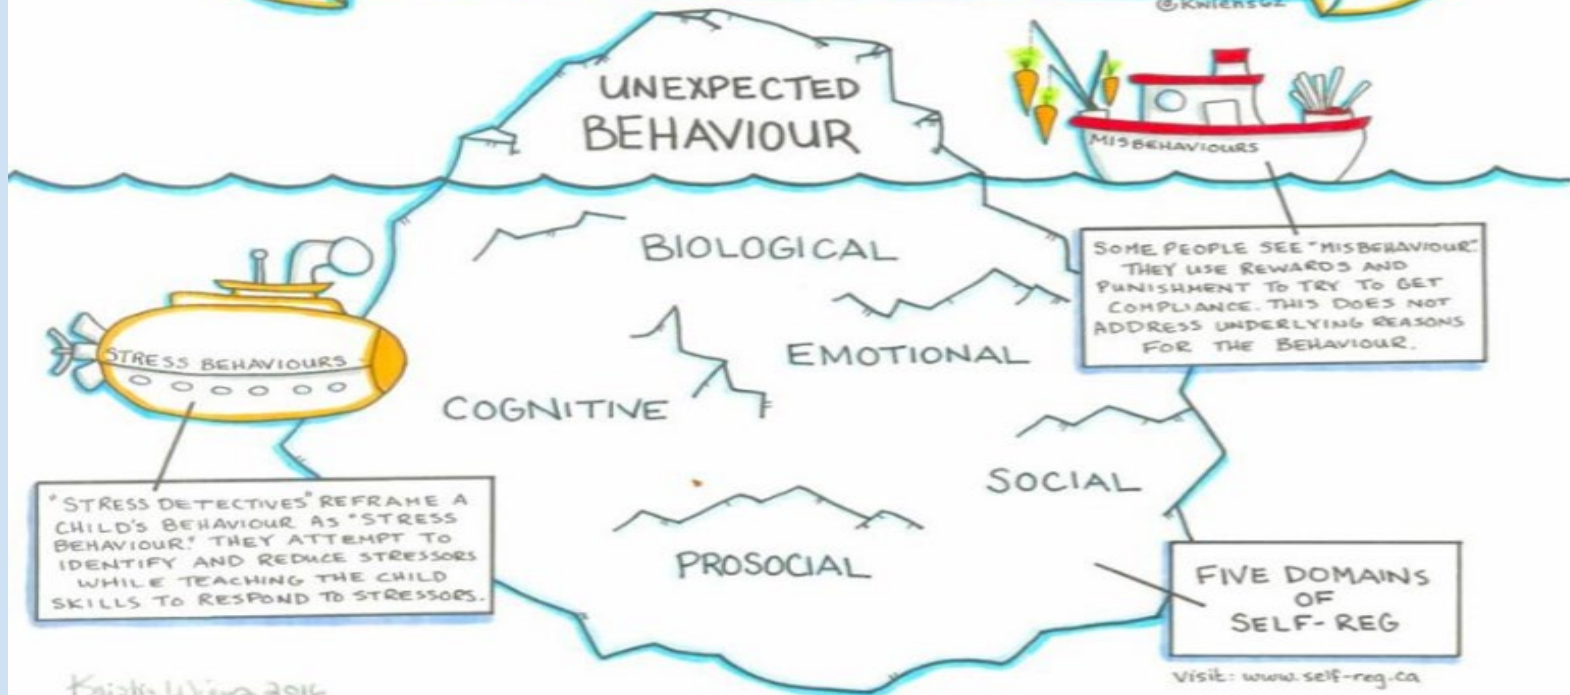 @kwiens62
UNEXPECTED
BEHAVIOUR
MISBEHAVIOURS
BIOLOGICAL
SOME PEOPLE SEE "MISBEHAVIOUR".
THEY USE REWARDS AND
PUNISHMENT TO TRY TO GET
COMPLIANCE. THIS DOES NOT
ADDRESS UNDERLYING REASONS
FOR THE BEHAVIOUR.
STRESS BEHAVIOURS
EMOTIONAL
COGNITIVE
SOCIAL
"STRESS DETECTIVES" REFRAME A
CHILD'S BEHAVIOUR AS "STRESS
BEHAVIOUR." THEY ATTEMPT TO
IDENTIFY AND REDUCE STRESSORS
WHILE TEACHING THE CHILD
SKILLS TO RESPOND TO STRESSORS.
PROSOCIAL
FIVE DOMAINS
OF
SELF-REG
Visit: www.self-reg.ca
2016